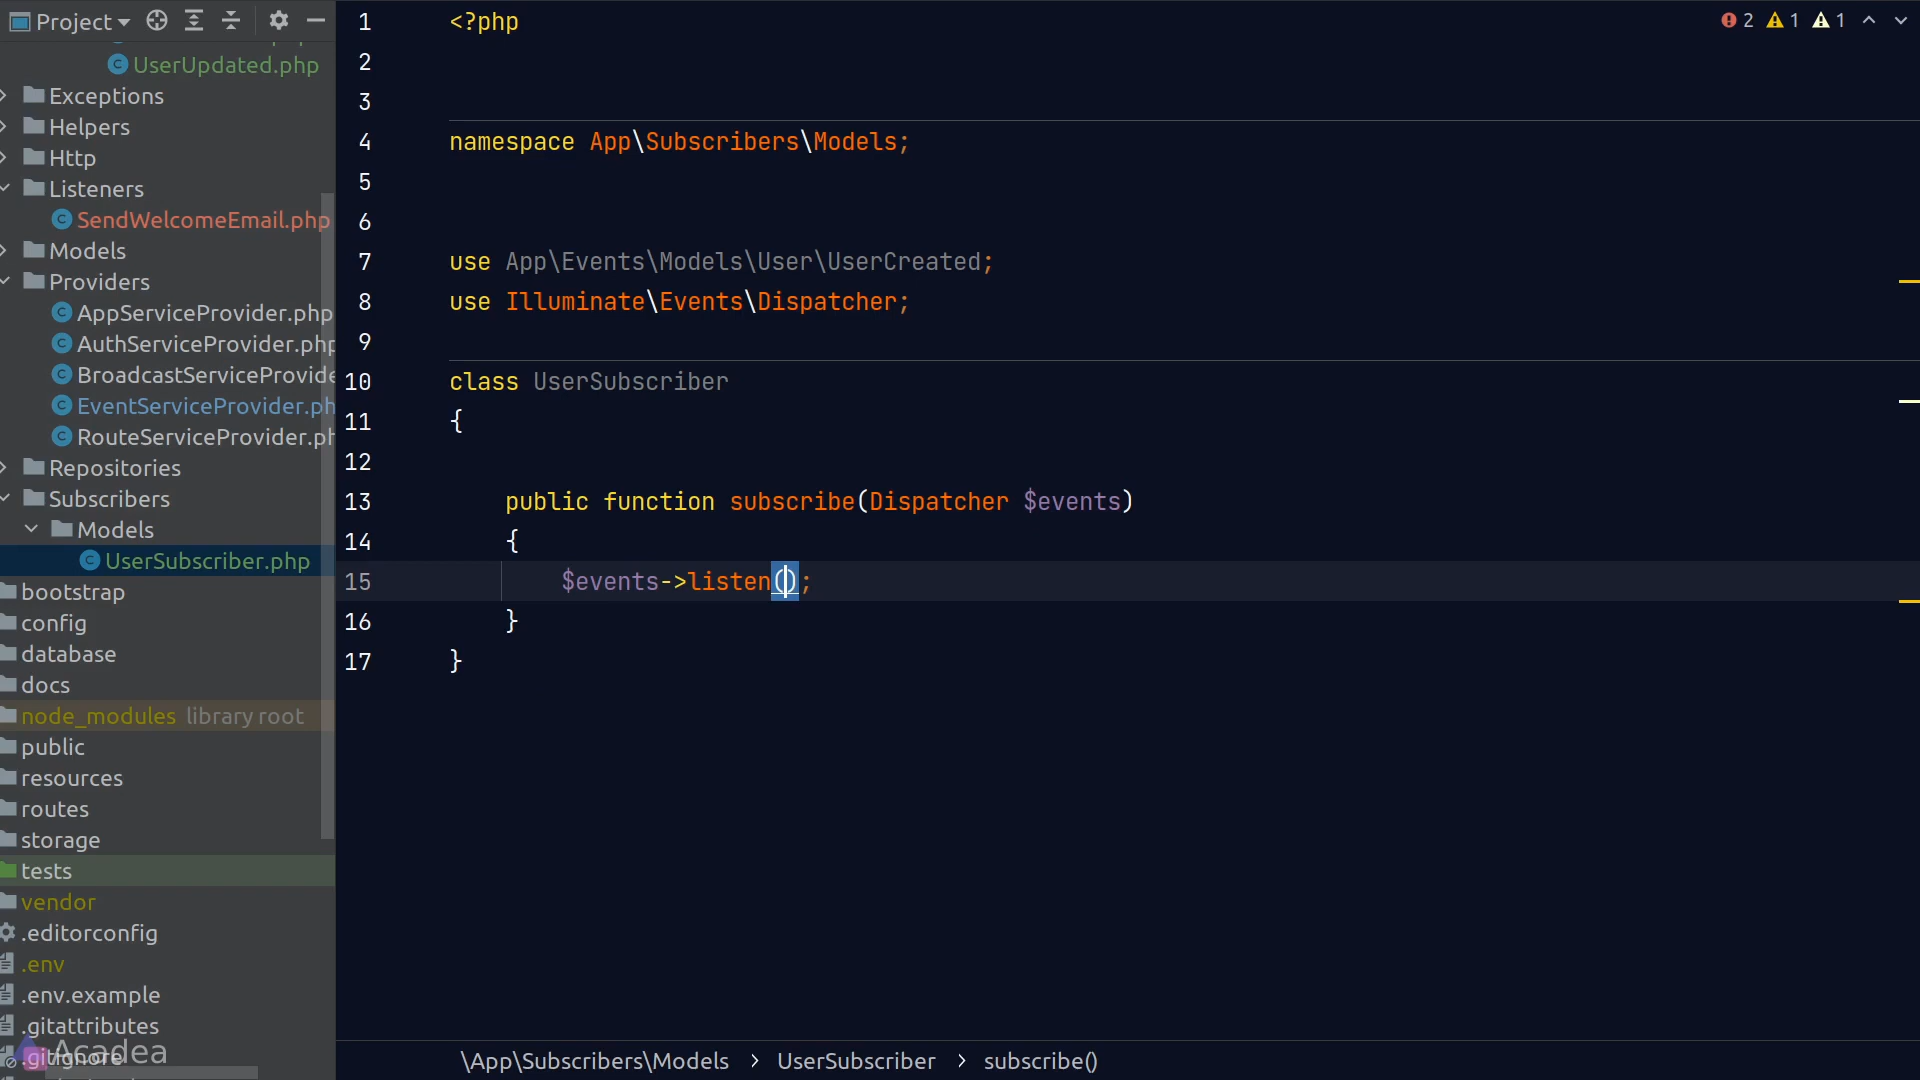 Project
UserUpdated.php
Exceptions
Helpers
Http
Listeners
SendWelcomeEmail.php
Models
Providers
AppServiceProvider.php
AuthServiceProvider.php
BroadcastServiceProvide
EventServiceProvider.ph
RouteServiceProvider.ph
Repositories
Subscribers
Models
UserSubscriber.php
bootstrap
config
database
docs
node_modules library root
public
resources
routes
storage
tests
vendor
.editorconfig
.env
.env.example
.gitattributes
.gitignore
Acadea
2 1 1
1 <?php
2
3
4 namespace App\Subscribers\Models;
5
6
7 use App\Events\Models\User\UserCreated;
8 use Illuminate\Events\Dispatcher;
9
10 class UserSubscriber
11 {
12
13 public function subscribe(Dispatcher $events)
14 {
15 $events->listen();
16 }
17 }
\App\Subscribers\Models > UserSubscriber > subscribe()